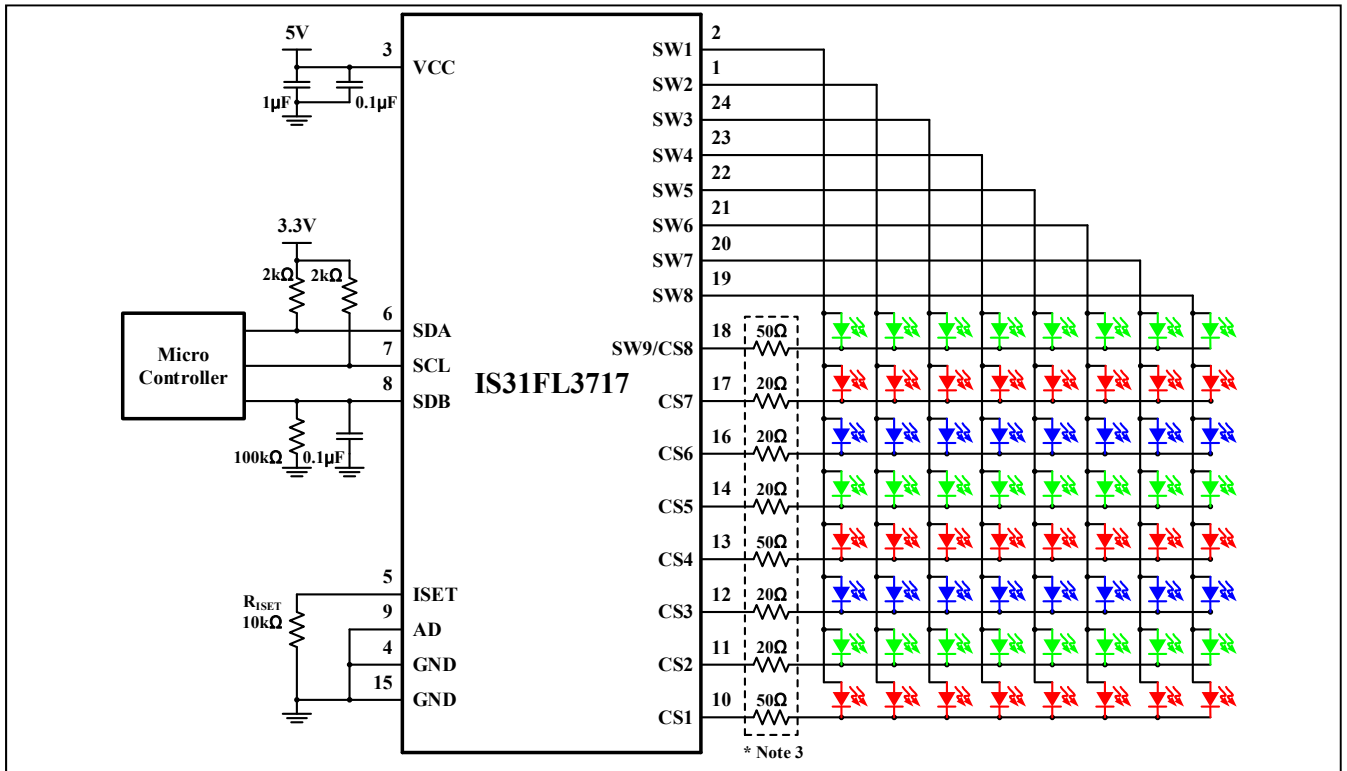 5V
3
VCC
1µF
0.1µF
3.3V
2kΩ
2kΩ
Micro
Controller
6
SDA
7
SCL
8
SDB
100kΩ
0.1µF
R_ISET
10kΩ
5
ISET
9
AD
4
GND
15
GND
IS31FL3717
2
SW1
1
SW2
24
SW3
23
SW4
22
SW5
21
SW6
20
SW7
19
SW8
18
SW9/CS8
50Ω
17
CS7
20Ω
16
CS6
20Ω
14
CS5
20Ω
13
CS4
50Ω
12
CS3
20Ω
11
CS2
20Ω
10
CS1
50Ω
* Note 3